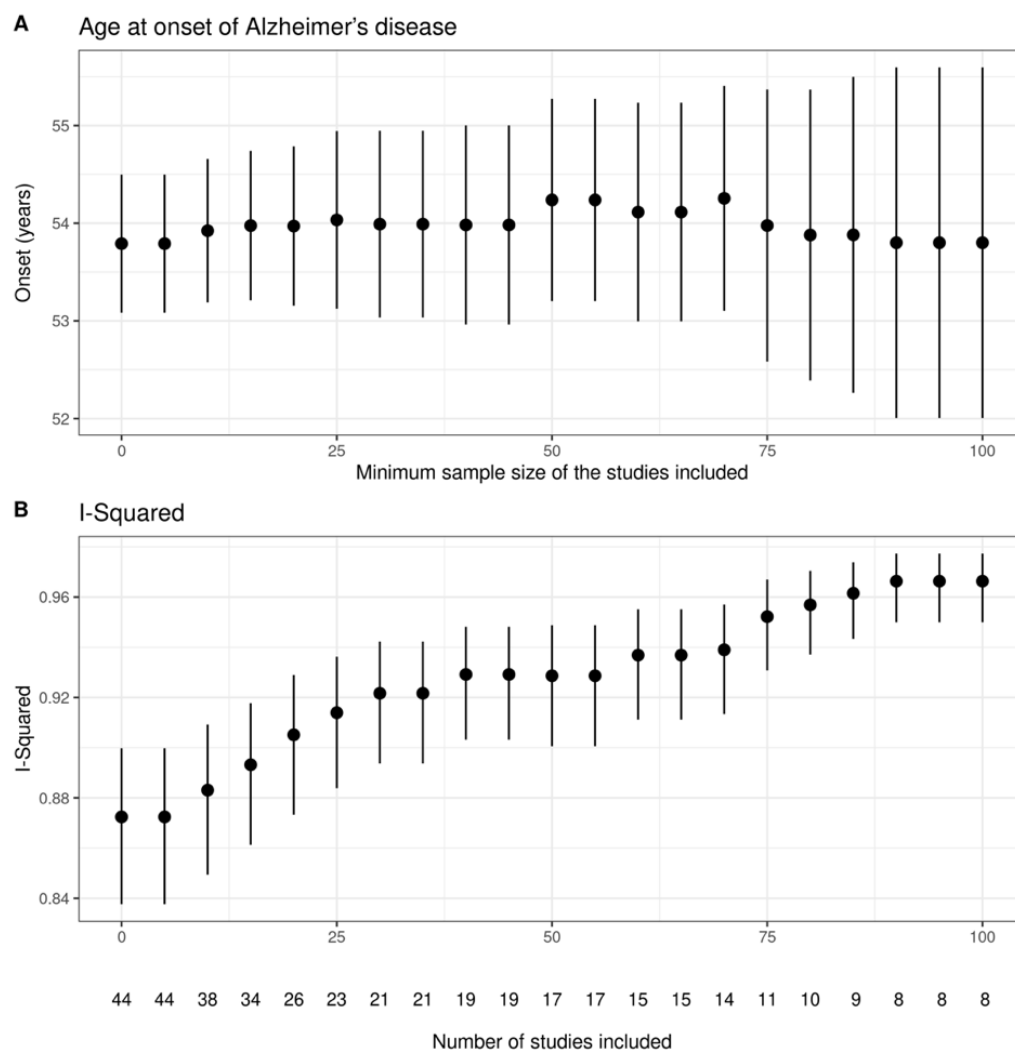 A Age at onset of Alzheimer’s disease
55
54
53
52
Onset (years)
0 25 50 75 100
Minimum sample size of the studies included
B I-Squared
0.96
0.92
0.88
0.84
I-Squared
0 25 50 75 100
44 44 38 34 26 23 21 21 19 19 17 17 15 15 14 11 10 9 8 8 8
Number of studies included